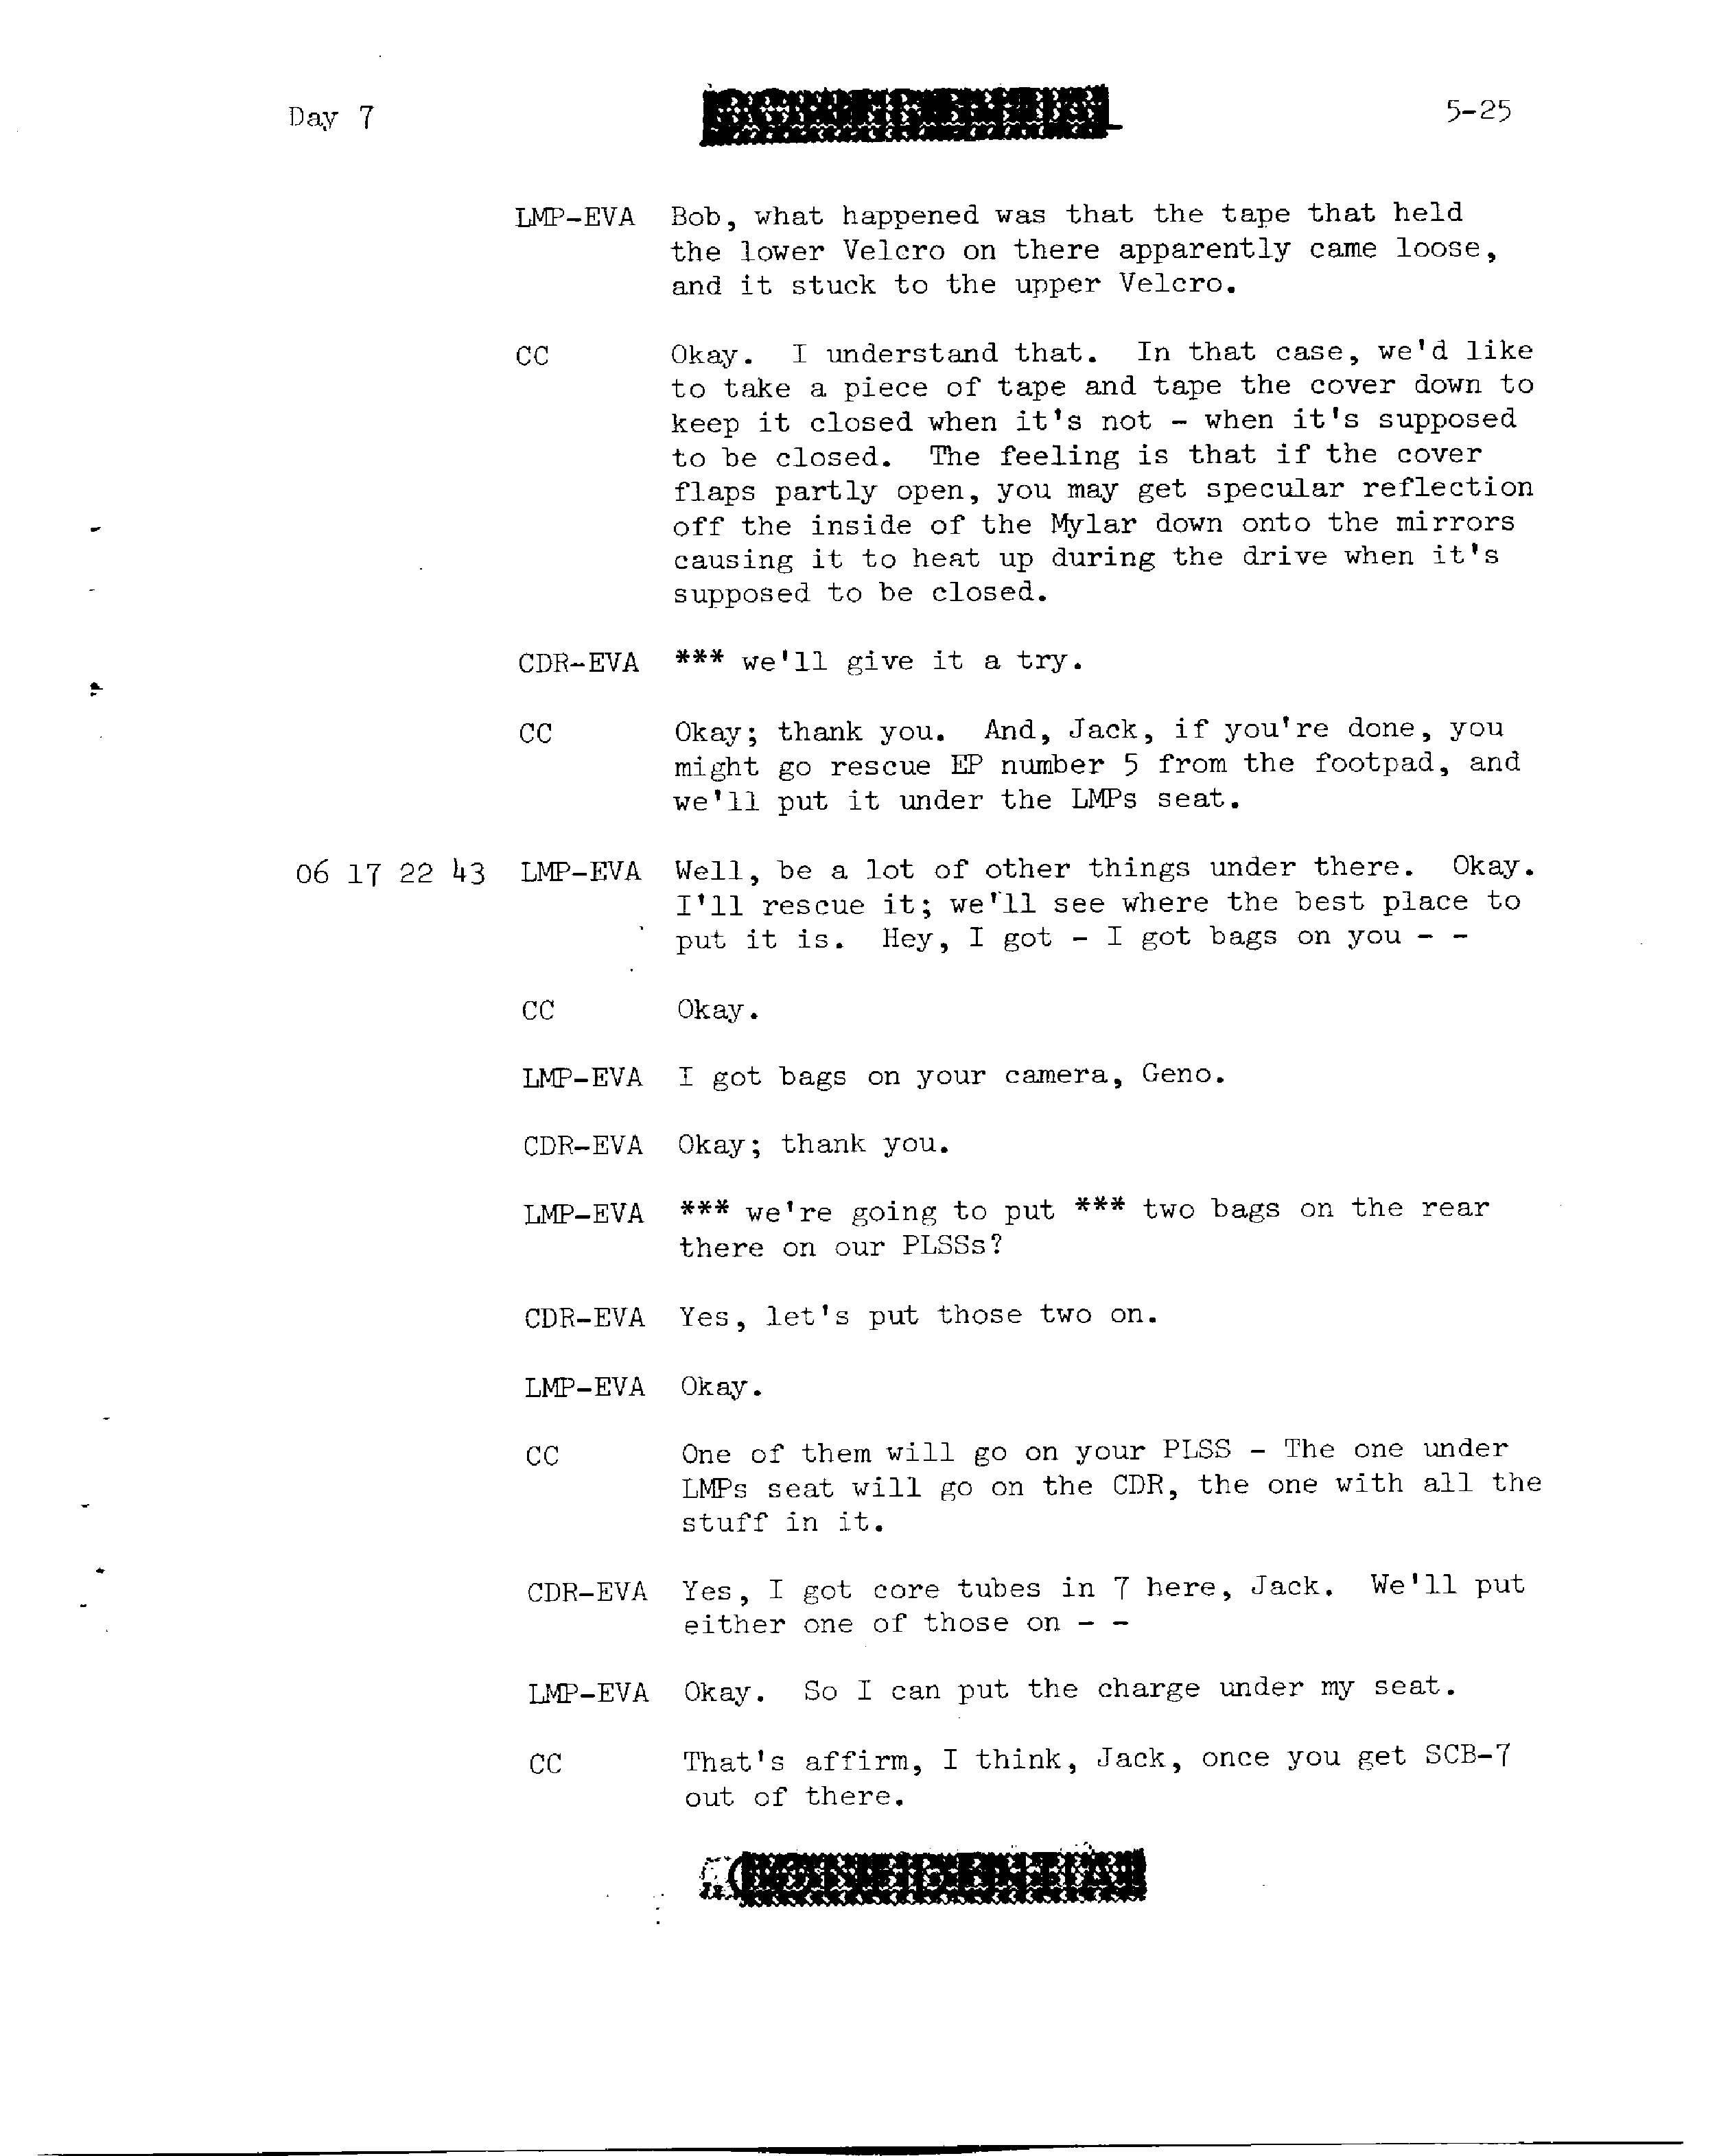 Day 7
5-25
LMP-EVA Bob, what happened was that the tape that held
the lower Velcro on there apparently came loose,
and it stuck to the upper Velcro.
CC Okay. I understand that. In that case, we'd like
to take a piece of tape and tape the cover down to
keep it closed when it's not - when it's supposed
to be closed. The feeling is that if the cover
flaps partly open, you may get specular reflection
off the inside of the Mylar down onto the mirrors
causing it to heat up during the drive when it's
supposed to be closed.
CDR-EVA *** we'll give it a try.
CC Okay; thank you. And, Jack, if you're done, you
might go rescue EP number 5 from the footpad, and
we'll put it under the LMPs seat.
06 17 22 43 LMP-EVA Well, be a lot of other things under there. Okay.
I'll rescue it; we'll see where the best place to
put it is. Hey, I got - I got bags on you - -
CC Okay.
LMP-EVA I got bags on your camera, Geno.
CDR-EVA Okay; thank you.
LMP-EVA *** we're going to put *** two bags on the rear
there on our PLSSs?
CDR-EVA Yes, let's put those two on.
LMP-EVA Okay.
CC One of them will go on your PLSS - The one under
LMPs seat will go on the CDR, the one with all the
stuff in it.
CDR-EVA Yes, I got core tubes in 7 here, Jack. We'll put
either one of those on - -
LMP-EVA Okay. So I can put the charge under my seat.
CC That's affirm, I think, Jack, once you get SCB-7
out of there.